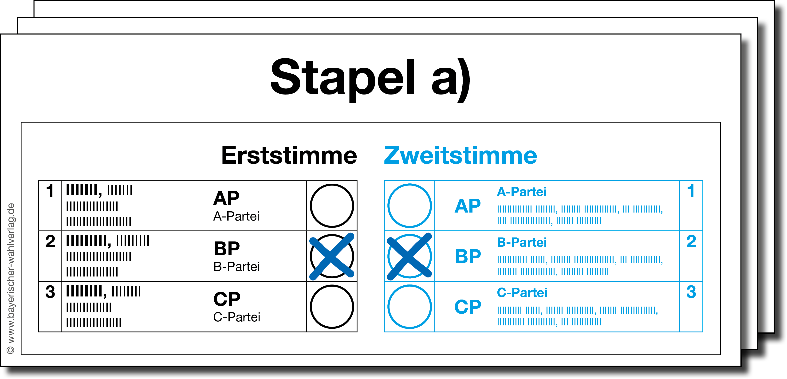 Stapel a)
Erststimme Zweitstimme
1 AP A-Partei
2 BP B-Partei
3 CP C-Partei
AP A-Partei 1
BP B-Partei 2
CP C-Partei 3
© www.bayerischer-wahlverlag.de